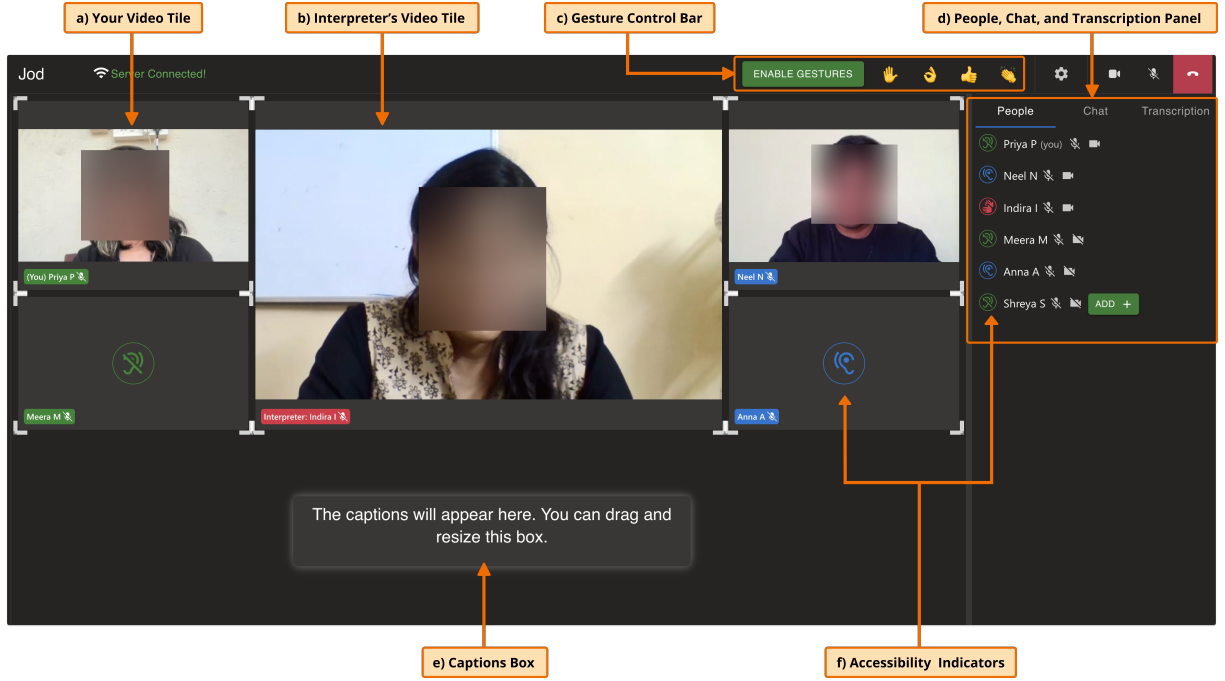 a) Your Video Tile
b) Interpreter's Video Tile
c) Gesture Control Bar
d) People, Chat, and Transcription Panel
Jod
Server Connected!
ENABLE GESTURES
People
Chat
Transcription
Priya P (you)
Neel N
Indira I
Meera M
Anna A
Shreya S
ADD +
(You) Priya P
Neel N
Meera M
Interpreter: Indira I
Anna A
The captions will appear here. You can drag and
resize this box.
e) Captions Box
f) Accessibility Indicators